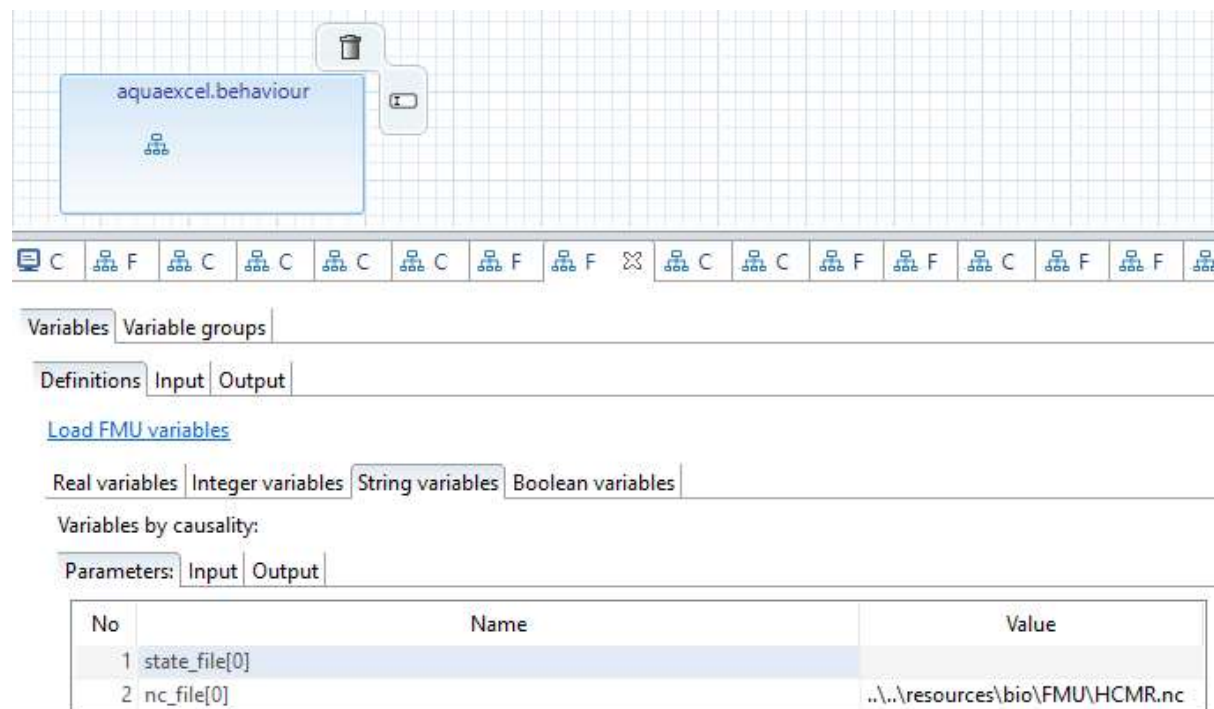 aquaexcel.behaviour
C F C C C C F F C C F F C F F
Variables Variable groups
Definitions Input Output
Load FMU variables
Real variables Integer variables String variables Boolean variables
Variables by causality:
Parameters: Input Output
No Name Value
1 state_file[0]
2 nc_file[0] ..\..\resources\bio\FMU\HCMR.nc